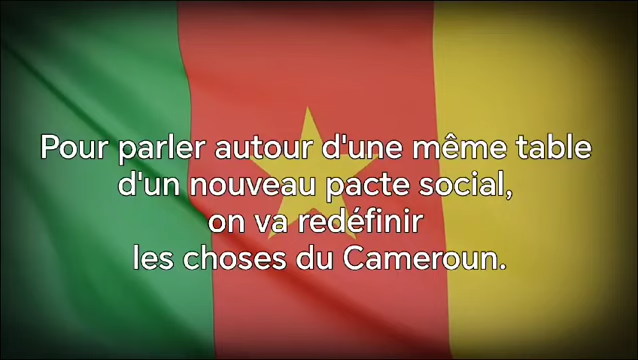 Pour parler autour d'une même table
d'un nouveau pacte social,
on va redéfinir
les choses du Cameroun.